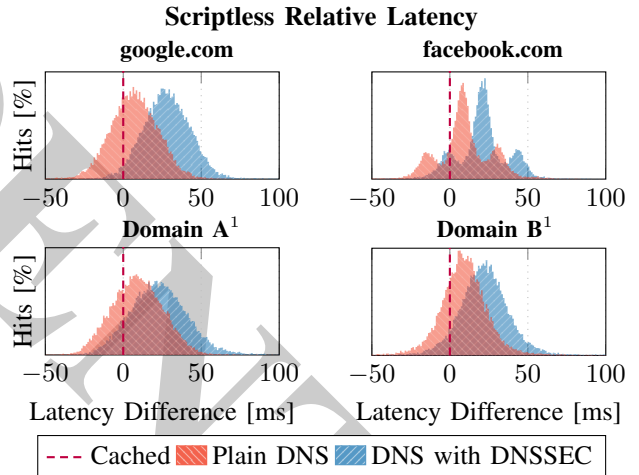 Scriptless Relative Latency
google.com facebook.com
Hits [%]
−50 0 50 100 −50 0 50 100
Domain A¹ Domain B¹
Hits [%]
−50 0 50 100 −50 0 50 100
Latency Difference [ms] Latency Difference [ms]
Cached Plain DNS DNS with DNSSEC